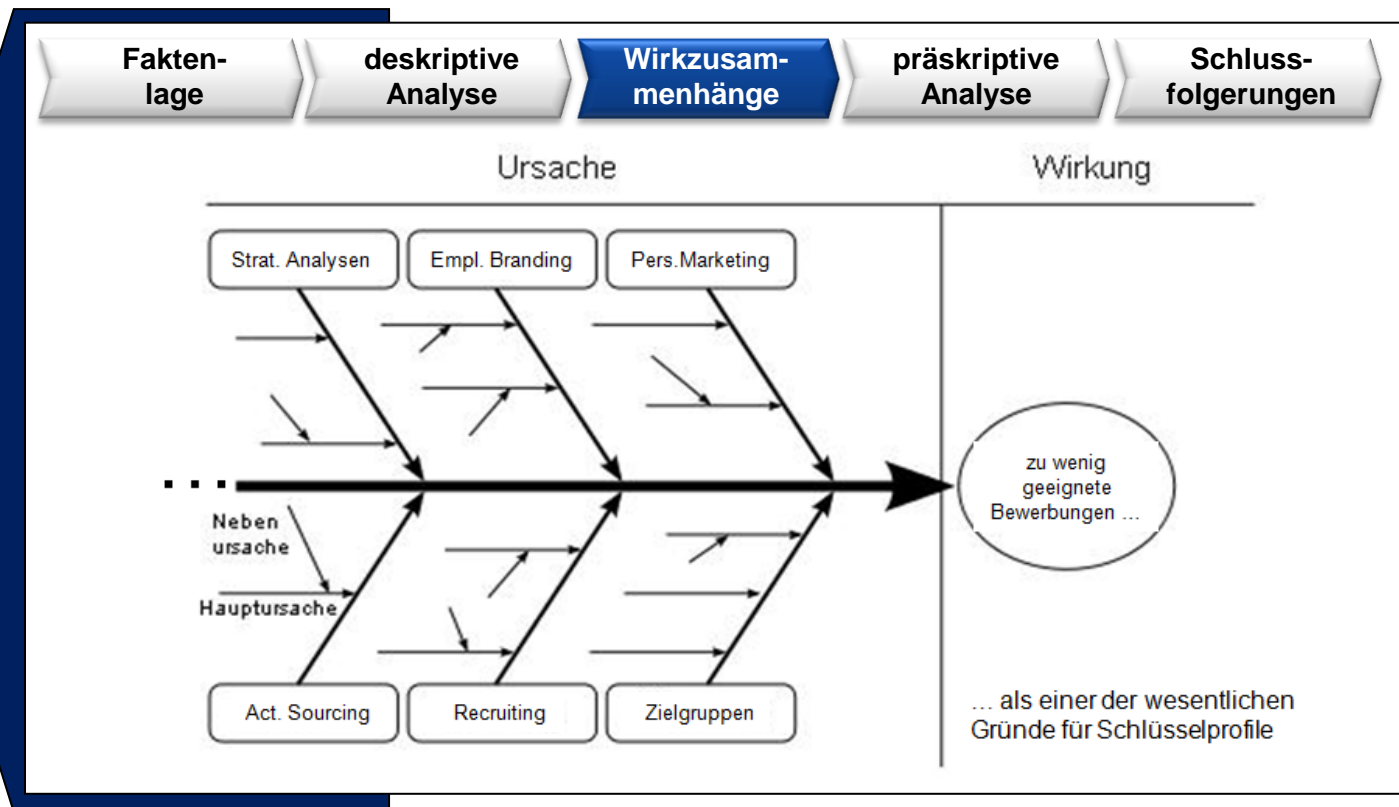 Fakten-
lage
deskriptive
Analyse
Wirkzusam-
menhänge
präskriptive
Analyse
Schluss-
folgerungen
Ursache
Wirkung
Strat. Analysen
Empl. Branding
Pers.Marketing
zu wenig
geeignete
Bewerbungen ...
Neben
ursache
Hauptursache
Act. Sourcing
Recruiting
Zielgruppen
... als einer der wesentlichen
Gründe für Schlüsselprofile